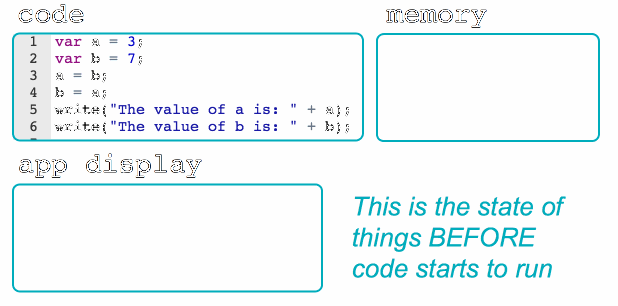 code
memory
1 var a = 3;
2 var b = 7;
3 a = b;
4 b = a;
5 write("The value of a is: " + a);
6 write("The value of b is: " + b);
app display
This is the state of
things BEFORE
code starts to run